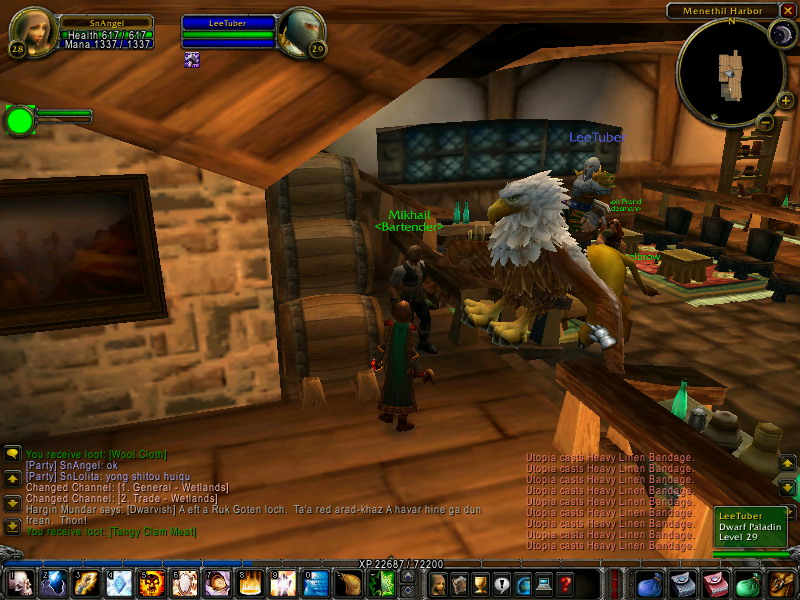 SnAngel
Health 617 / 617
Mana 1337 / 1337
28
LeeTuber
29
Menethil Harbor
N
LeeTuber
Mikhail
<Bartender>
You receive loot: [Wool Cloth]
[Party] SnAngel: ok
[Party] SnLolita: yong shitou huiqu
Changed Channel: [1. General - Wetlands]
Changed Channel: [2. Trade - Wetlands]
Hargin Mundar says: [Dwarvish] A eft a Ruk Goten loch. Ta'a red arad-khaz A havar hine ga dun
frean. Thon!
You receive loot: [Tangy Clam Meat]
Utopia casts Heavy Linen Bandage.
Utopia casts Heavy Linen Bandage.
Utopia casts Heavy Linen Bandage.
Utopia casts Heavy Linen Bandage.
Utopia casts Heavy Linen Bandage.
Utopia casts Heavy Linen Bandage.
Utopia casts Heavy Linen Bandage.
Utopia casts Heavy Linen Bandage.
Utopia casts Heavy Linen Bandage.
LeeTuber
Dwarf Paladin
Level 29
XP 22687 / 72200